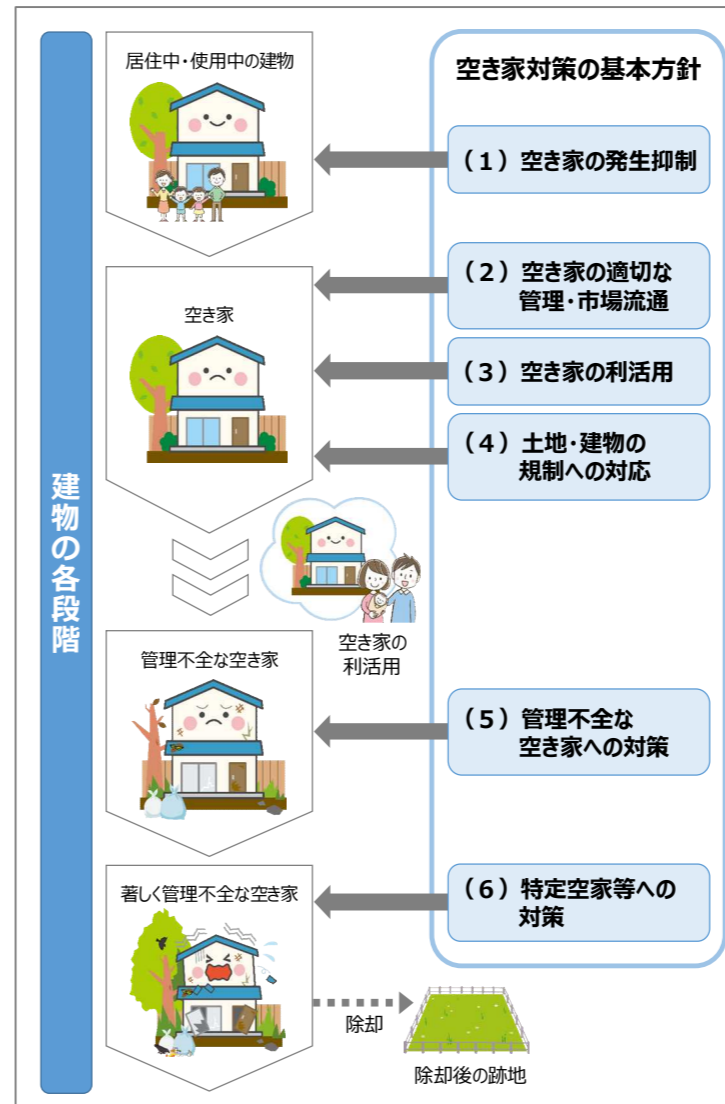 建物の各段階
居住中・使用中の建物
空き家対策の基本方針
（１）空き家の発生抑制
空き家
（２）空き家の適切な
管理・市場流通
（３）空き家の利活用
（４）土地・建物の
規制への対応
空き家の
利活用
管理不全な空き家
（５）管理不全な
空き家への対策
著しく管理不全な空き家
（６）特定空家等への
対策
除却
除却後の跡地